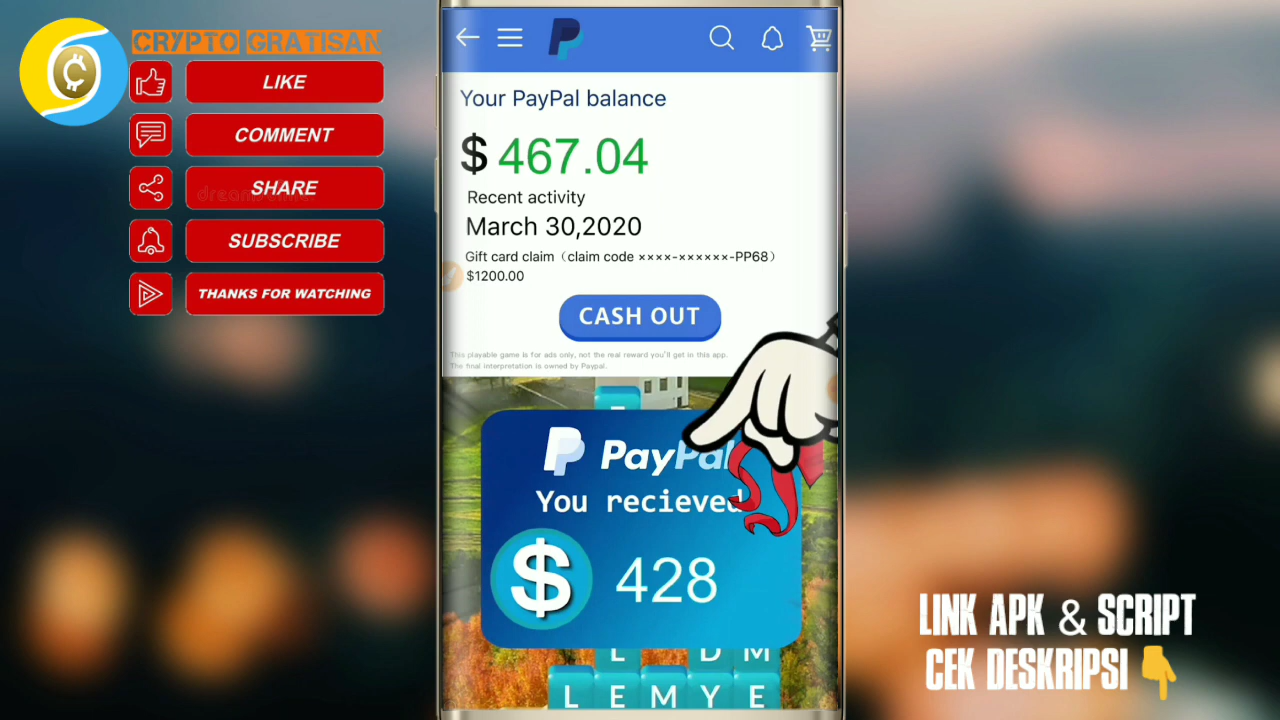 CRYPTO GRATISAN
LIKE
COMMENT
SHARE
SUBSCRIBE
THANKS FOR WATCHING
Your PayPal balance
$ 467.04
Recent activity
March 30,2020
Gift card claim（claim code ××××-××××××-PP68）
$1200.00
CASH OUT
This playable game is for ads only, not the real reward you'll get in this app.
The final interpretation is owned by Paypal.
PayPal
You recieved
$ 428
L D M
L E M Y E
LINK APK & SCRIPT
CEK DESKRIPSI